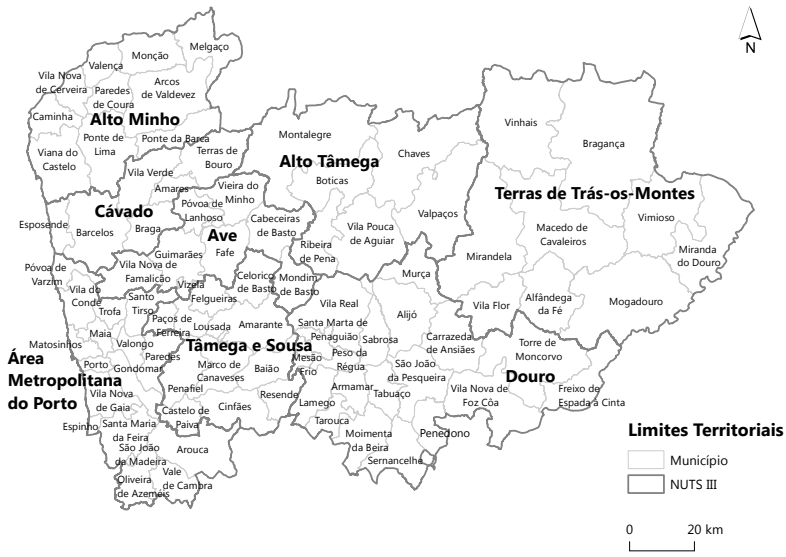 N
Melgaço
Monção
Valença
Vila Nova
de Cerveira
Paredes
de Coura
Arcos
de Valdevez
Caminha
Alto Minho
Ponte de
Lima
Ponte da Barca
Viana do
Castelo
Terras de
Bouro
Vila Verde
Amares
Cávado
Esposende
Barcelos
Braga
Vieira do
Minho
Póvoa de
Lanhoso
Cabeceiras
de Basto
Ave
Fafe
Guimarães
Vila Nova de
Famalicão
Vizela
Mondim
de Basto
Montalegre
Alto Tâmega
Boticas
Chaves
Valpaços
Vila Pouca
de Aguiar
Ribeira
de Pena
Vinhais
Bragança
Terras de Trás-os-Montes
Vimioso
Macedo de
Cavaleiros
Miranda
do Douro
Mirandela
Vila Flor
Alfândega
da Fé
Mogadouro
Póvoa de
Varzim
Vila do
Conde
Trofa
Santo
Tirso
Maia
Matosinhos
Valongo
Porto
Gondomar
Paredes
Área
Metropolitana
do Porto
Vila Nova
de Gaia
Espinho
Santa Maria
da Feira
São João
da Madeira
Arouca
Oliveira
de Azeméis
Vale
de Cambra
Celorico
de Basto
Felgueiras
Paços de
Ferreira
Lousada
Amarante
Tâmega e Sousa
Marco de
Canaveses
Baião
Penafiel
Resende
Cinfães
Castelo de
Paiva
Murça
Vila Real
Alijó
Santa Marta de
Penaguião
Sabrosa
Carrazeda
de Ansiães
Mesão
Frio
Peso da
Régua
São João
da Pesqueira
Torre de
Moncorvo
Douro
Armamar
Tabuaço
Vila Nova de
Foz Côa
Freixo de
Espada à Cinta
Lamego
Tarouca
Moimenta
da Beira
Penedono
Sernancelhe
Limites Territoriais
Município
NUTS III
0 20 km